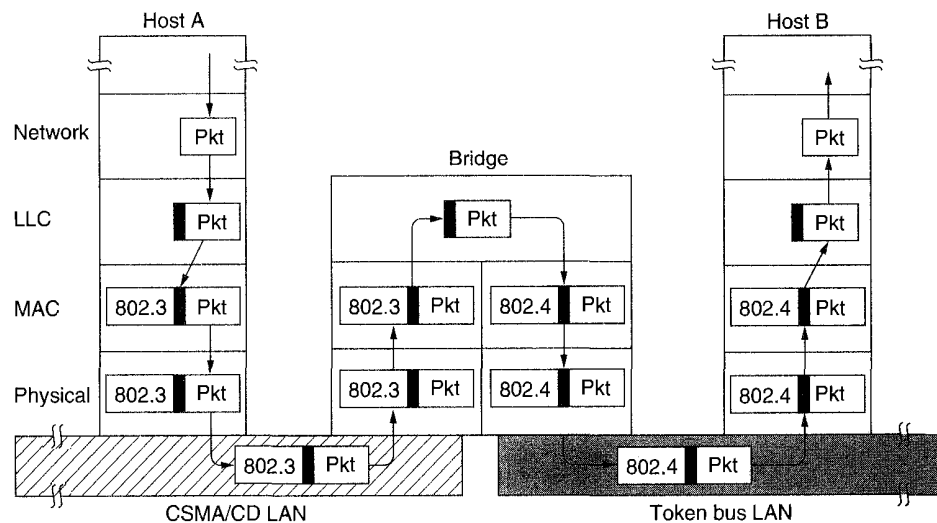 Host A
Host B
Network
Pkt
Pkt
Bridge
LLC
Pkt
Pkt
Pkt
MAC
802.3 Pkt
802.3 Pkt
802.4 Pkt
802.4 Pkt
Physical
802.3 Pkt
802.3 Pkt
802.4 Pkt
802.4 Pkt
802.3 Pkt
802.4 Pkt
CSMA/CD LAN
Token bus LAN